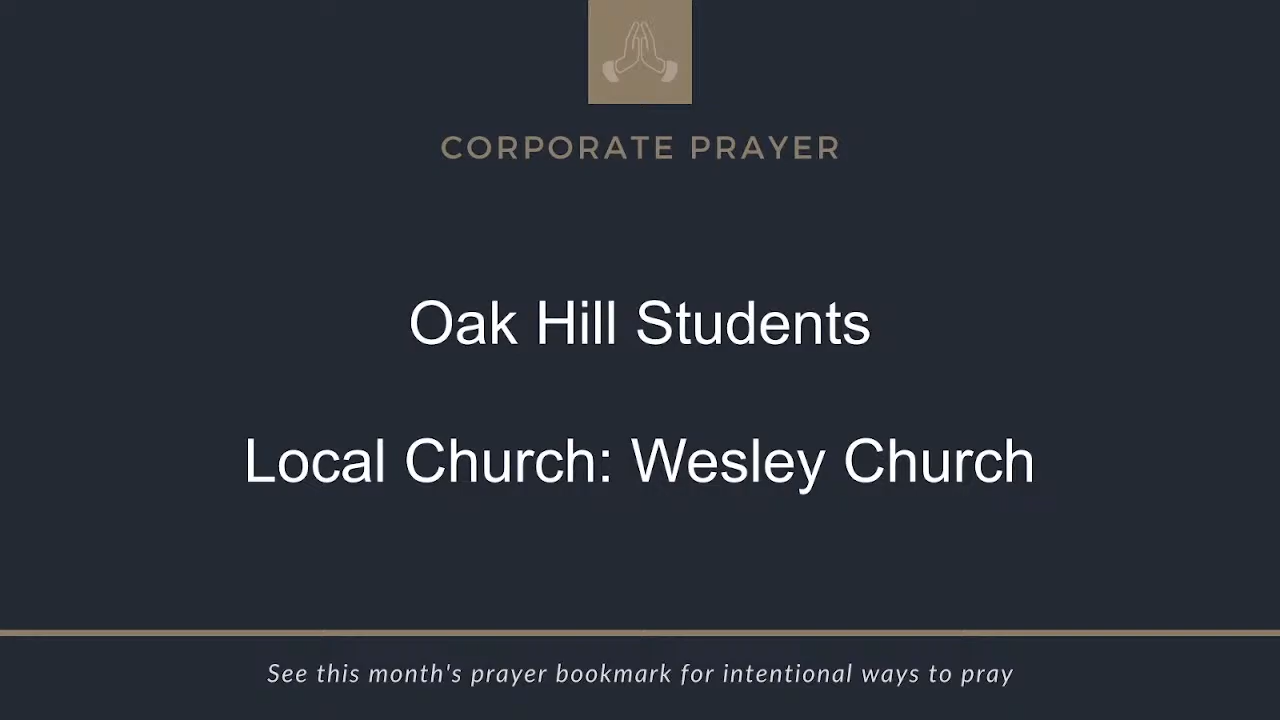 CORPORATE PRAYER
Oak Hill Students
Local Church: Wesley Church
See this month's prayer bookmark for intentional ways to pray